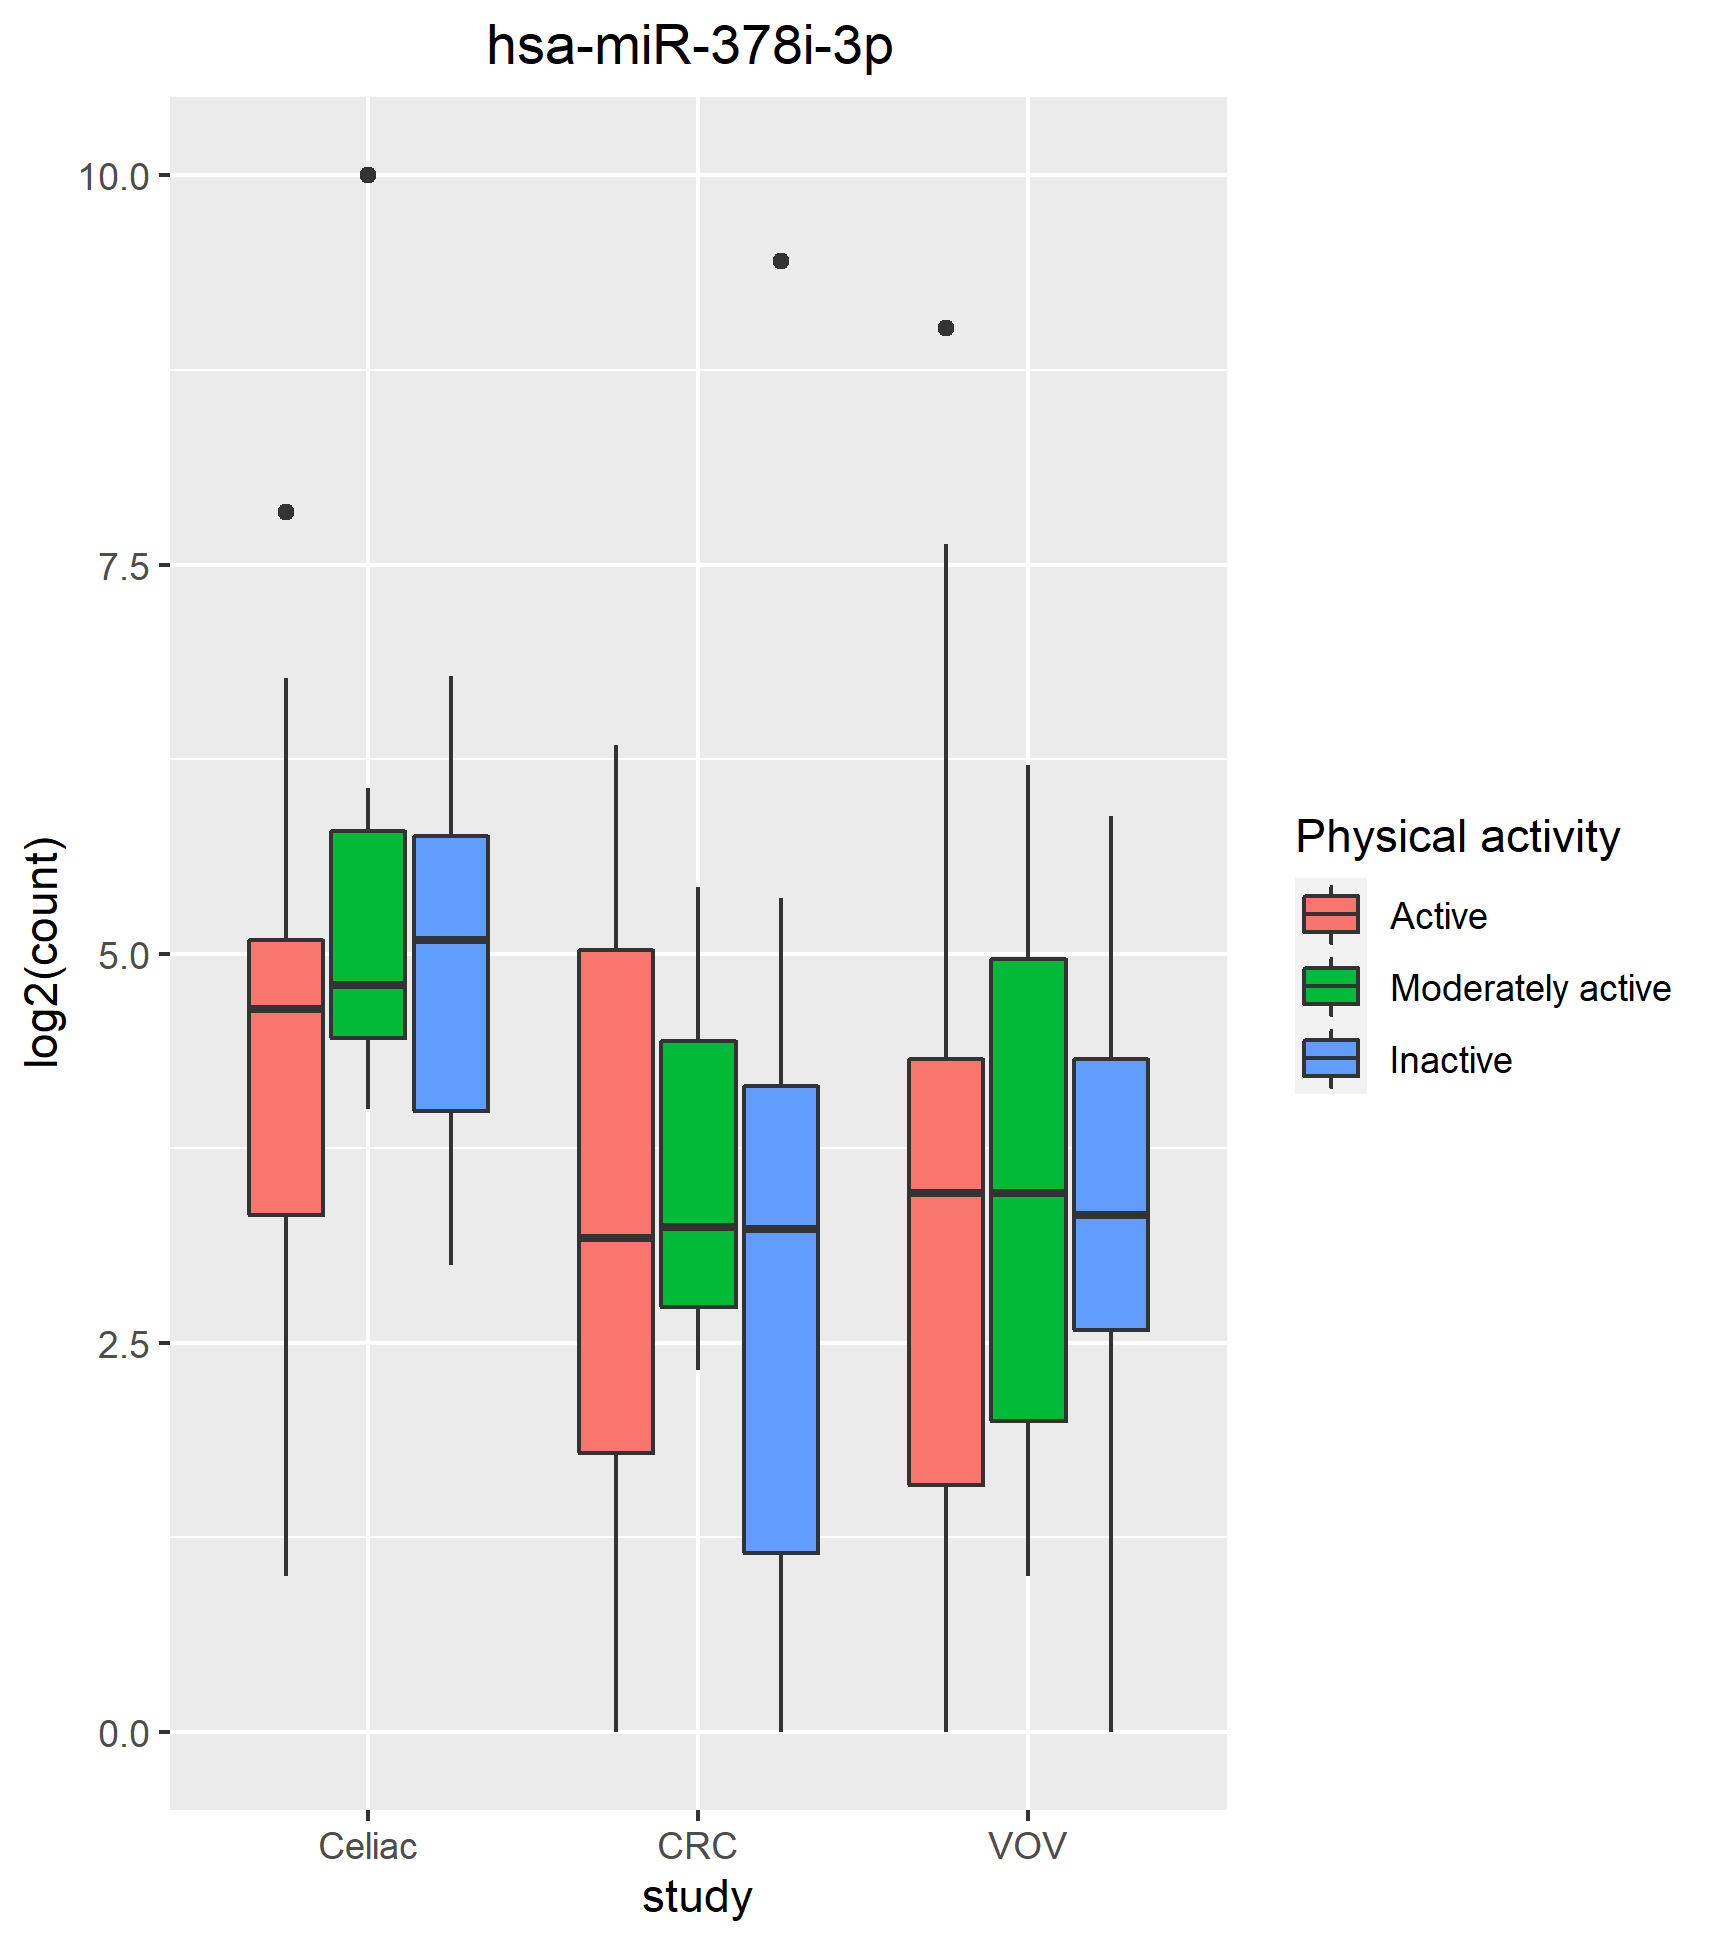 hsa-miR-378i-3p
10.0
7.5
5.0
2.5
0.0
log2(count)
Celiac
CRC
VOV
study
Physical activity
Active
Moderately active
Inactive